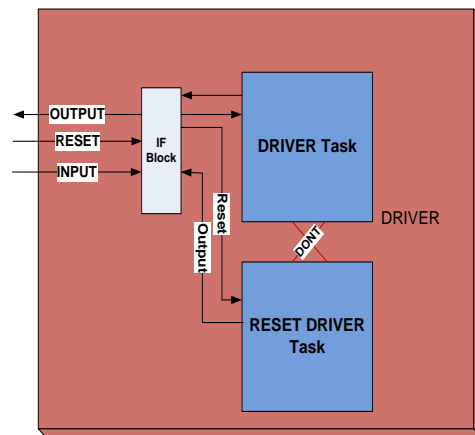 OUTPUT
RESET
INPUT
IF
Block
DRIVER Task
DRIVER
DONT
Reset
Output
RESET DRIVER
Task